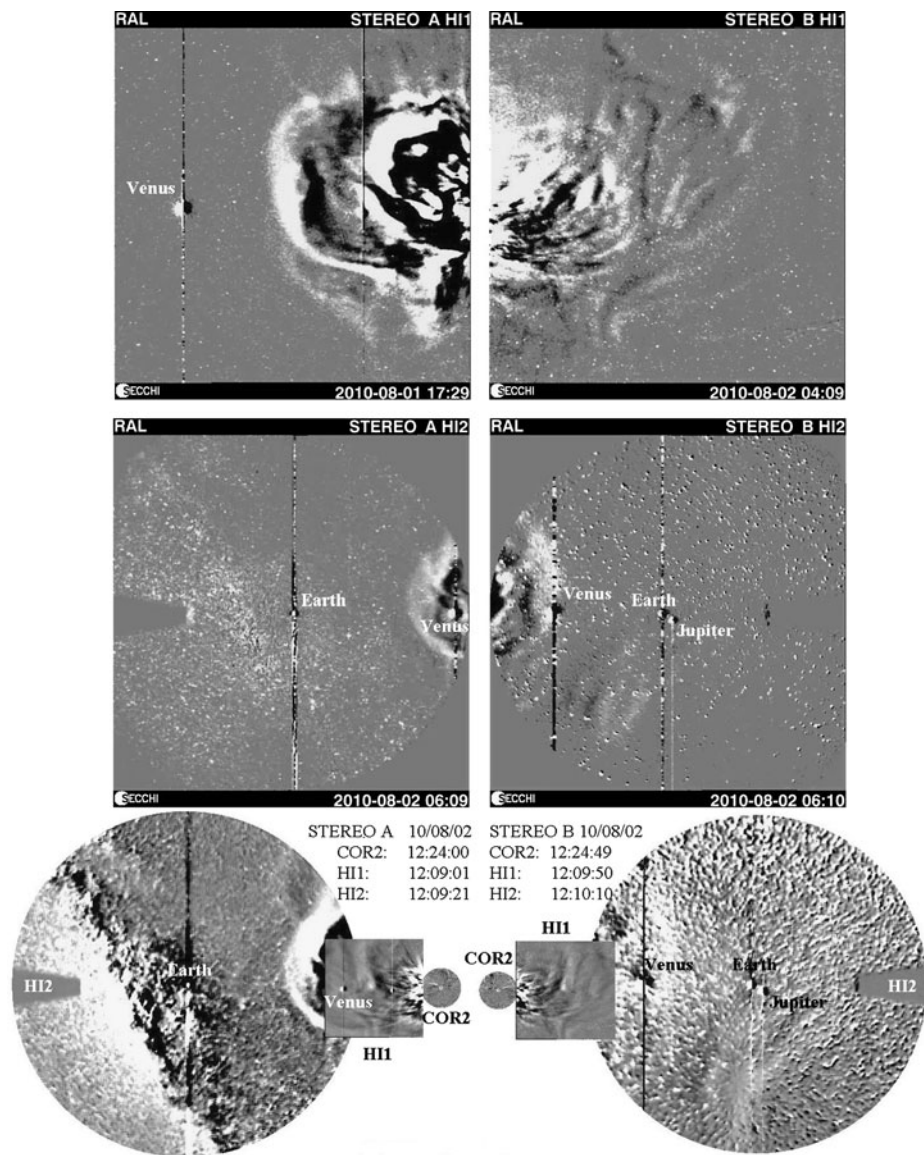 RAL STEREO A HI1
Venus
SECCHI 2010-08-01 17:29
RAL STEREO B HI1
SECCHI 2010-08-02 04:09
RAL STEREO A HI2
Earth
Venus
SECCHI 2010-08-02 06:09
RAL STEREO B HI2
Venus
Earth
Jupiter
SECCHI 2010-08-02 06:10
STEREO A 10/08/02
COR2: 12:24:00
HI1: 12:09:01
HI2: 12:09:21
STEREO B 10/08/02
COR2: 12:24:49
HI1: 12:09:50
HI2: 12:10:10
Earth
HI2
Venus
HI1
COR2
COR2
HI1
Venus
Earth
Jupiter
HI2